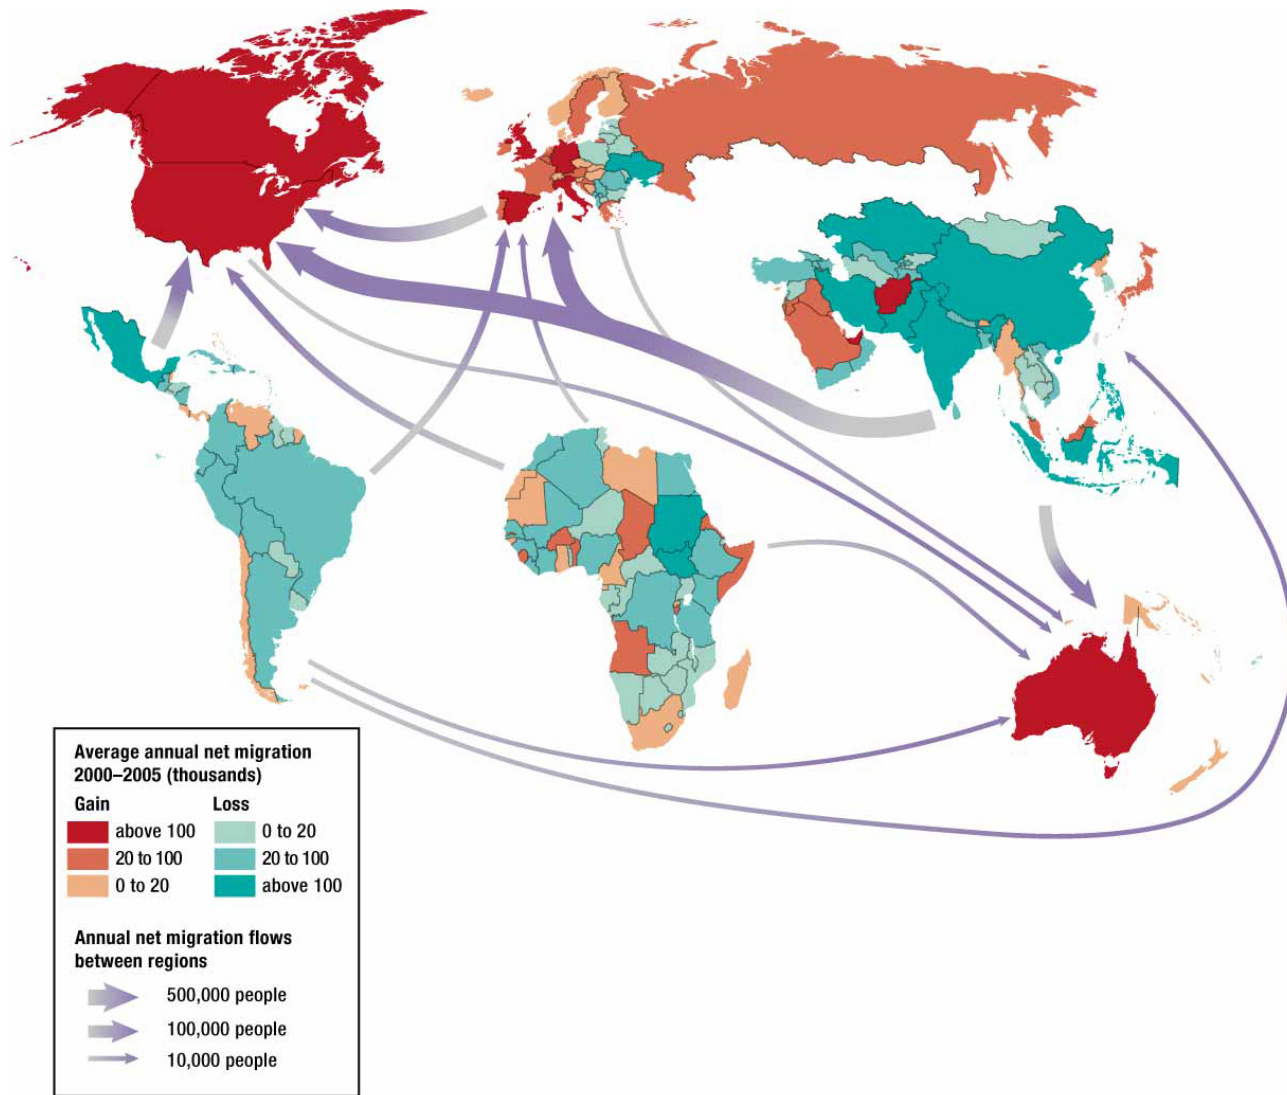 Average annual net migration
2000–2005 (thousands)
Gain Loss
above 100 0 to 20
20 to 100 20 to 100
0 to 20 above 100
Annual net migration flows
between regions
500,000 people
100,000 people
10,000 people